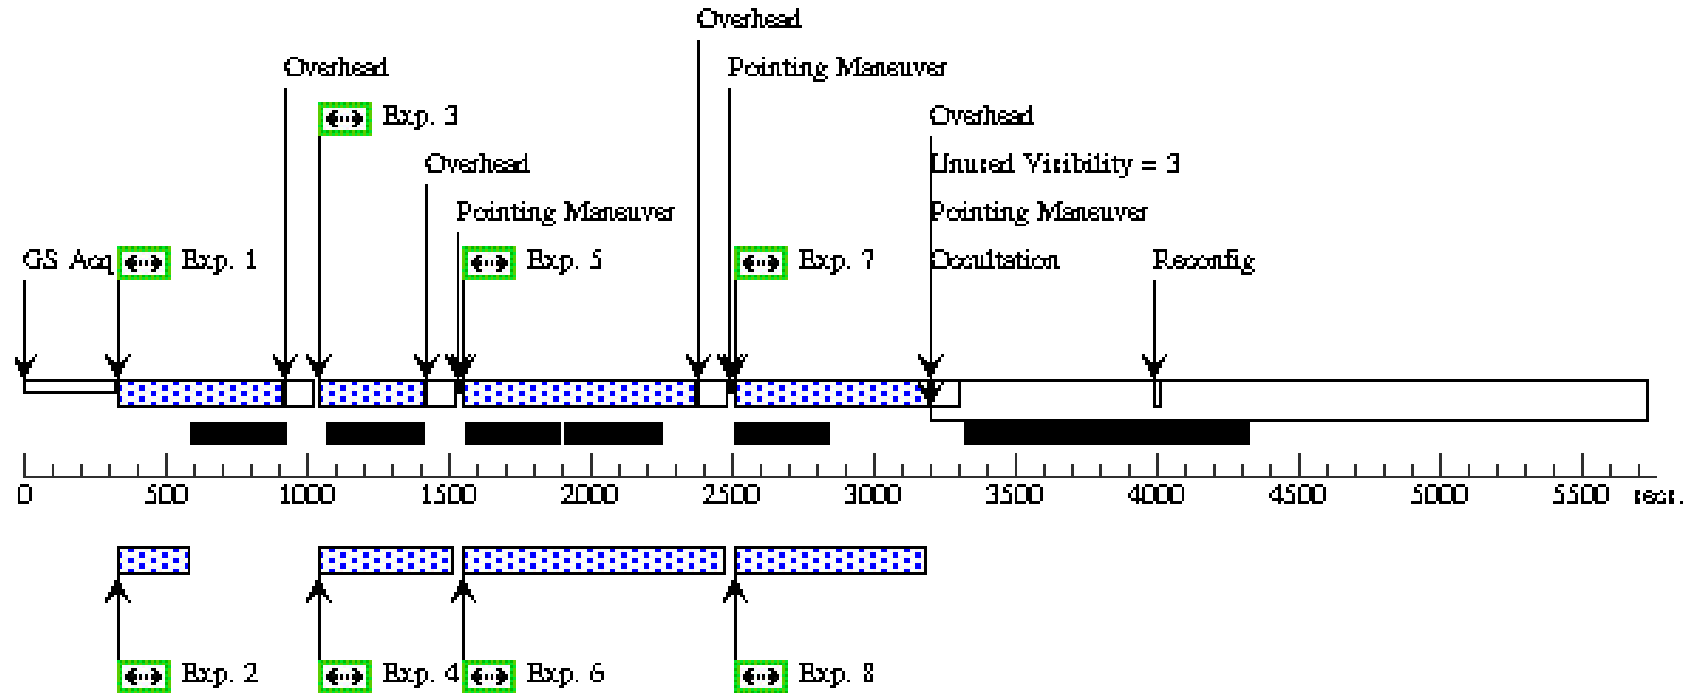 Overhead
Overhead
Pointing Maneuver
Exp. 3
Overhead
Overhead
Unused Visibility = 3
Pointing Maneuver
Pointing Maneuver
GS Acq
Exp. 1
Exp. 5
Exp. 7
Occultation
Reconfig
0 500 1000 1500 2000 2500 3000 3500 4000 4500 5000 5500 secs.
Exp. 2
Exp. 4
Exp. 6
Exp. 8